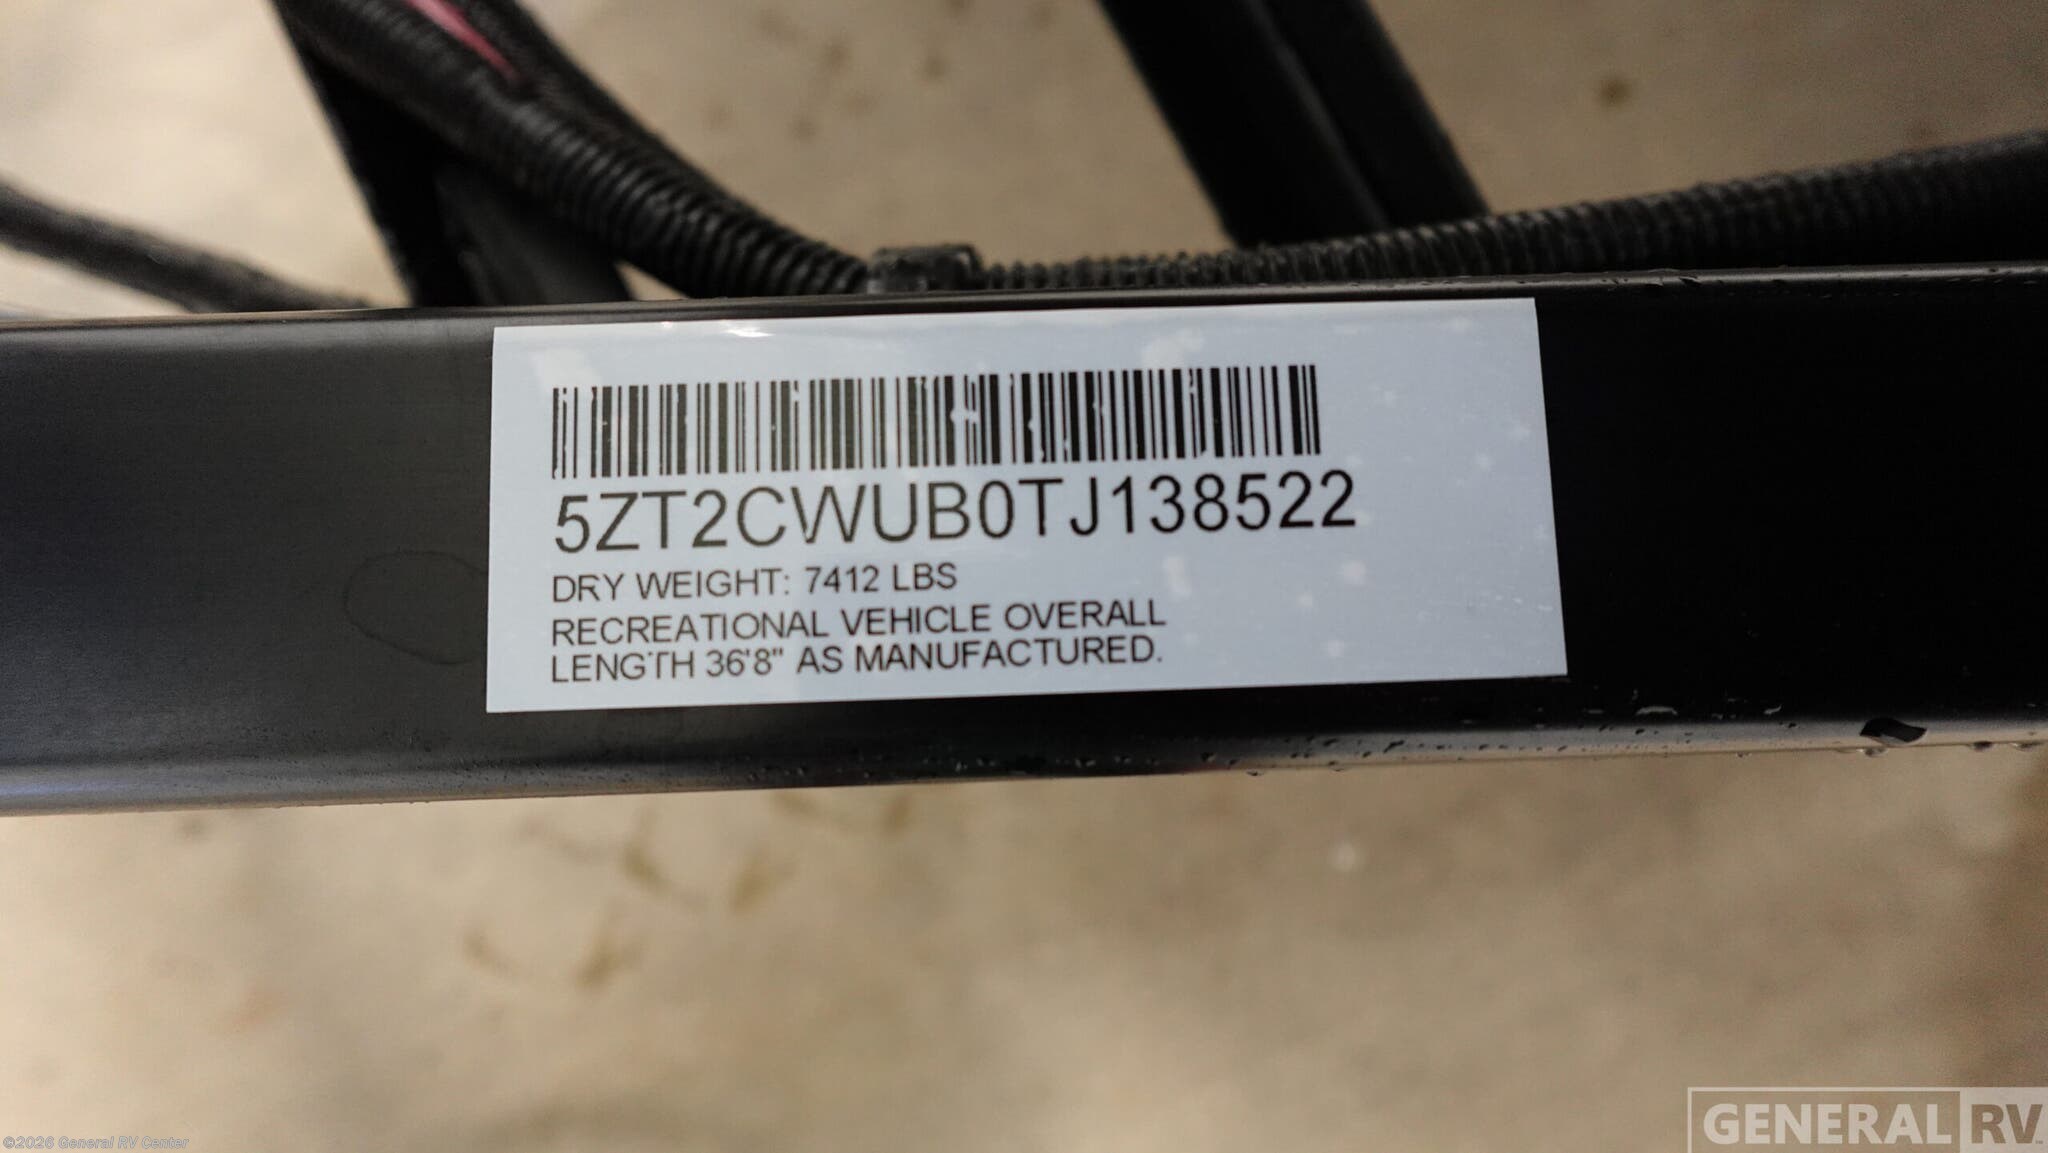 5ZT2CWUB0TJ138522
DRY WEIGHT: 7412 LBS
RECREATIONAL VEHICLE OVERALL
LENGTH 36'8" AS MANUFACTURED.
©2026 General RV Center
GENERAL RV